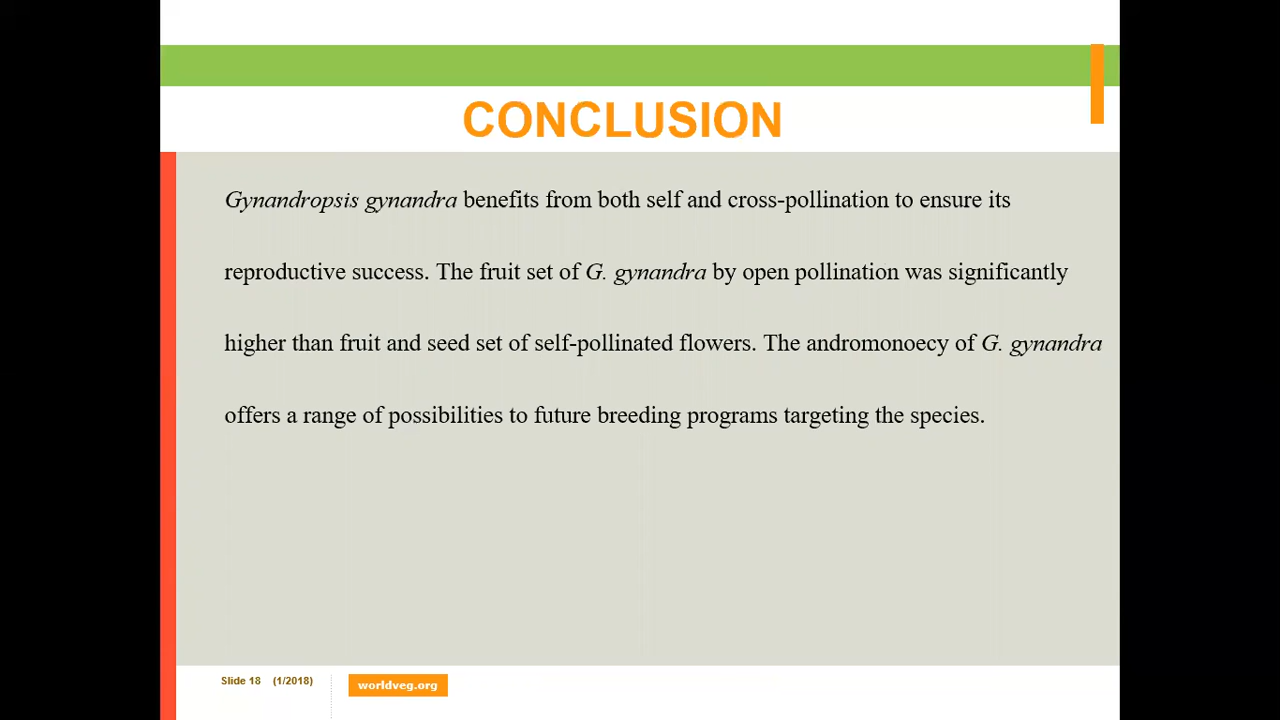 CONCLUSION
Gynandropsis gynandra benefits from both self and cross-pollination to ensure its
reproductive success. The fruit set of G. gynandra by open pollination was significantly
higher than fruit and seed set of self-pollinated flowers. The andromonoecy of G. gynandra
offers a range of possibilities to future breeding programs targeting the species.
Slide 18 (1/2018)
worldveg.org